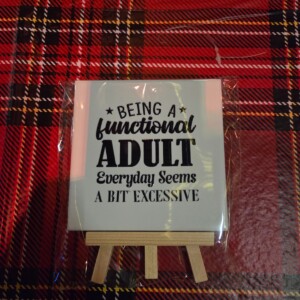 BEING A
functional
ADULT
Everyday Seems
A BIT EXCESSIVE